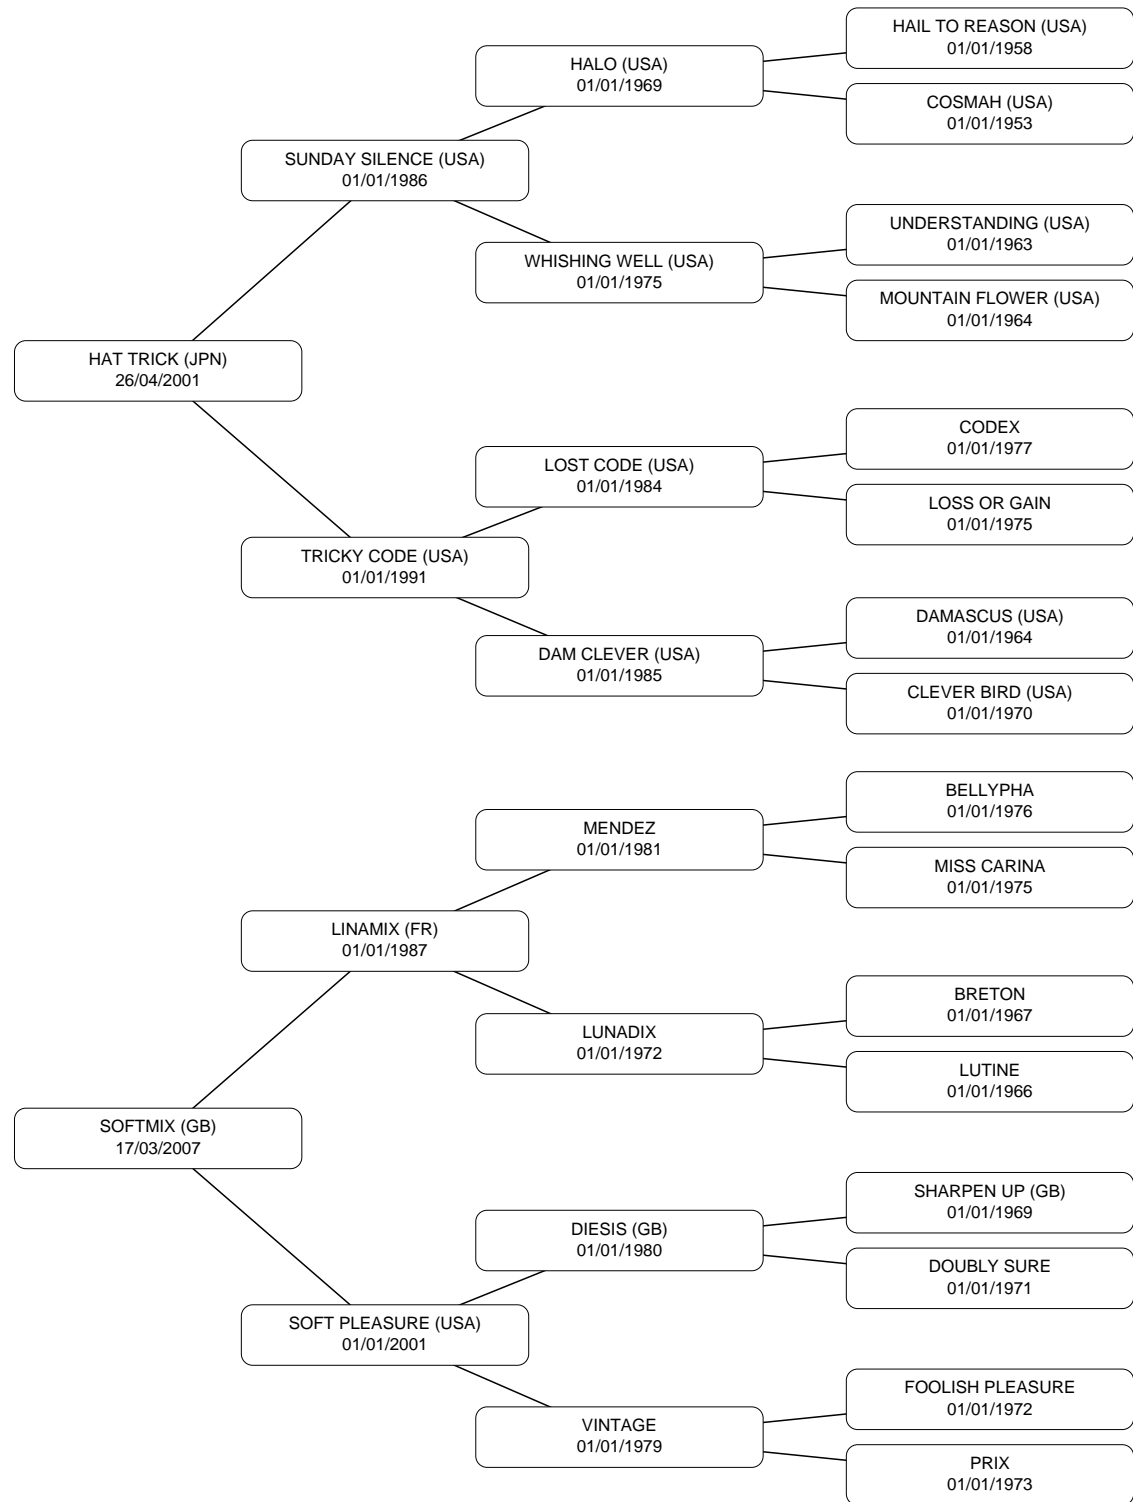 HAIL TO REASON (USA)
01/01/1958
HALO (USA)
01/01/1969
COSMAH (USA)
01/01/1953
SUNDAY SILENCE (USA)
01/01/1986
UNDERSTANDING (USA)
01/01/1963
WHISHING WELL (USA)
01/01/1975
MOUNTAIN FLOWER (USA)
01/01/1964
HAT TRICK (JPN)
26/04/2001
CODEX
01/01/1977
LOST CODE (USA)
01/01/1984
LOSS OR GAIN
01/01/1975
TRICKY CODE (USA)
01/01/1991
DAMASCUS (USA)
01/01/1964
DAM CLEVER (USA)
01/01/1985
CLEVER BIRD (USA)
01/01/1970
BELLYPHA
01/01/1976
MENDEZ
01/01/1981
MISS CARINA
01/01/1975
LINAMIX (FR)
01/01/1987
BRETON
01/01/1967
LUNADIX
01/01/1972
LUTINE
01/01/1966
SOFTMIX (GB)
17/03/2007
SHARPEN UP (GB)
01/01/1969
DIESIS (GB)
01/01/1980
DOUBLY SURE
01/01/1971
SOFT PLEASURE (USA)
01/01/2001
FOOLISH PLEASURE
01/01/1972
VINTAGE
01/01/1979
PRIX
01/01/1973